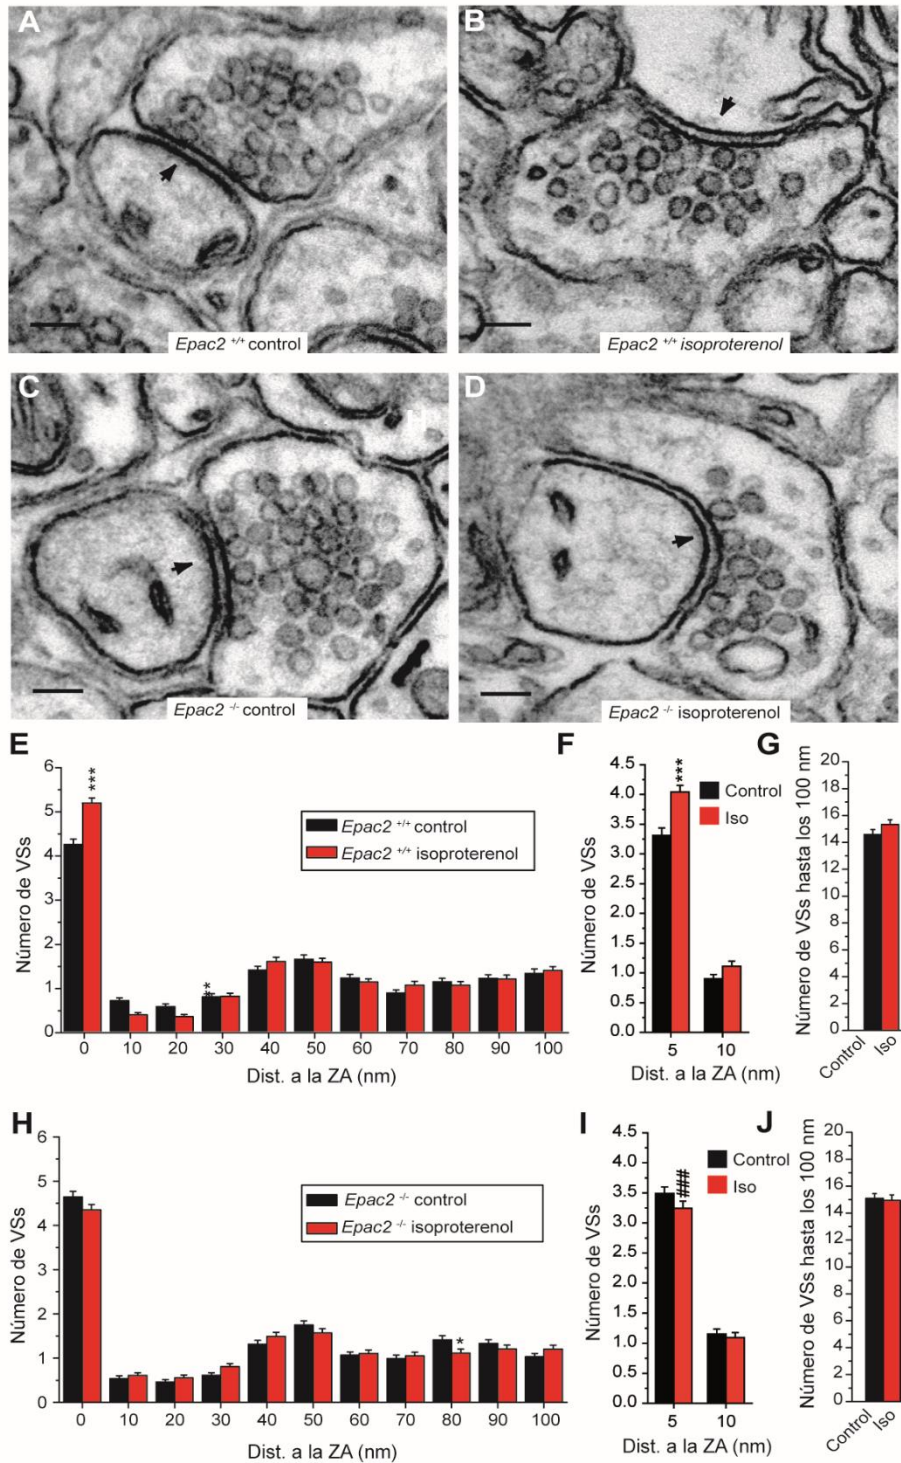 A
B
Epac2 +/+ control
Epac2 +/+ isoproterenol
C
D
Epac2 -/- control
Epac2 -/- isoproterenol
E
Número de VSs
6
5
4
3
2
1
0
***
**
Epac2 +/+ control
Epac2 +/+ isoproterenol
0 10 20 30 40 50 60 70 80 90 100
Dist. a la ZA (nm)
F
Número de VSs
4.5
4.0
3.5
3.0
2.5
2.0
1.5
1.0
0.5
0.0
***
Control
Iso
5 10
Dist. a la ZA (nm)
G
Número de VSs hasta los 100 nm
20
18
16
14
12
10
8
6
4
2
0
Control Iso
H
Número de VSs
6
5
4
3
2
1
0
*
Epac2 -/- control
Epac2 -/- isoproterenol
0 10 20 30 40 50 60 70 80 90 100
Dist. a la ZA (nm)
I
Número de VSs
4.5
4.0
3.5
3.0
2.5
2.0
1.5
1.0
0.5
0.0
###
Control
Iso
5 10
Dist. a la ZA (nm)
J
Número de VSs hasta los 100 nm
20
18
16
14
12
10
8
6
4
2
0
Control Iso